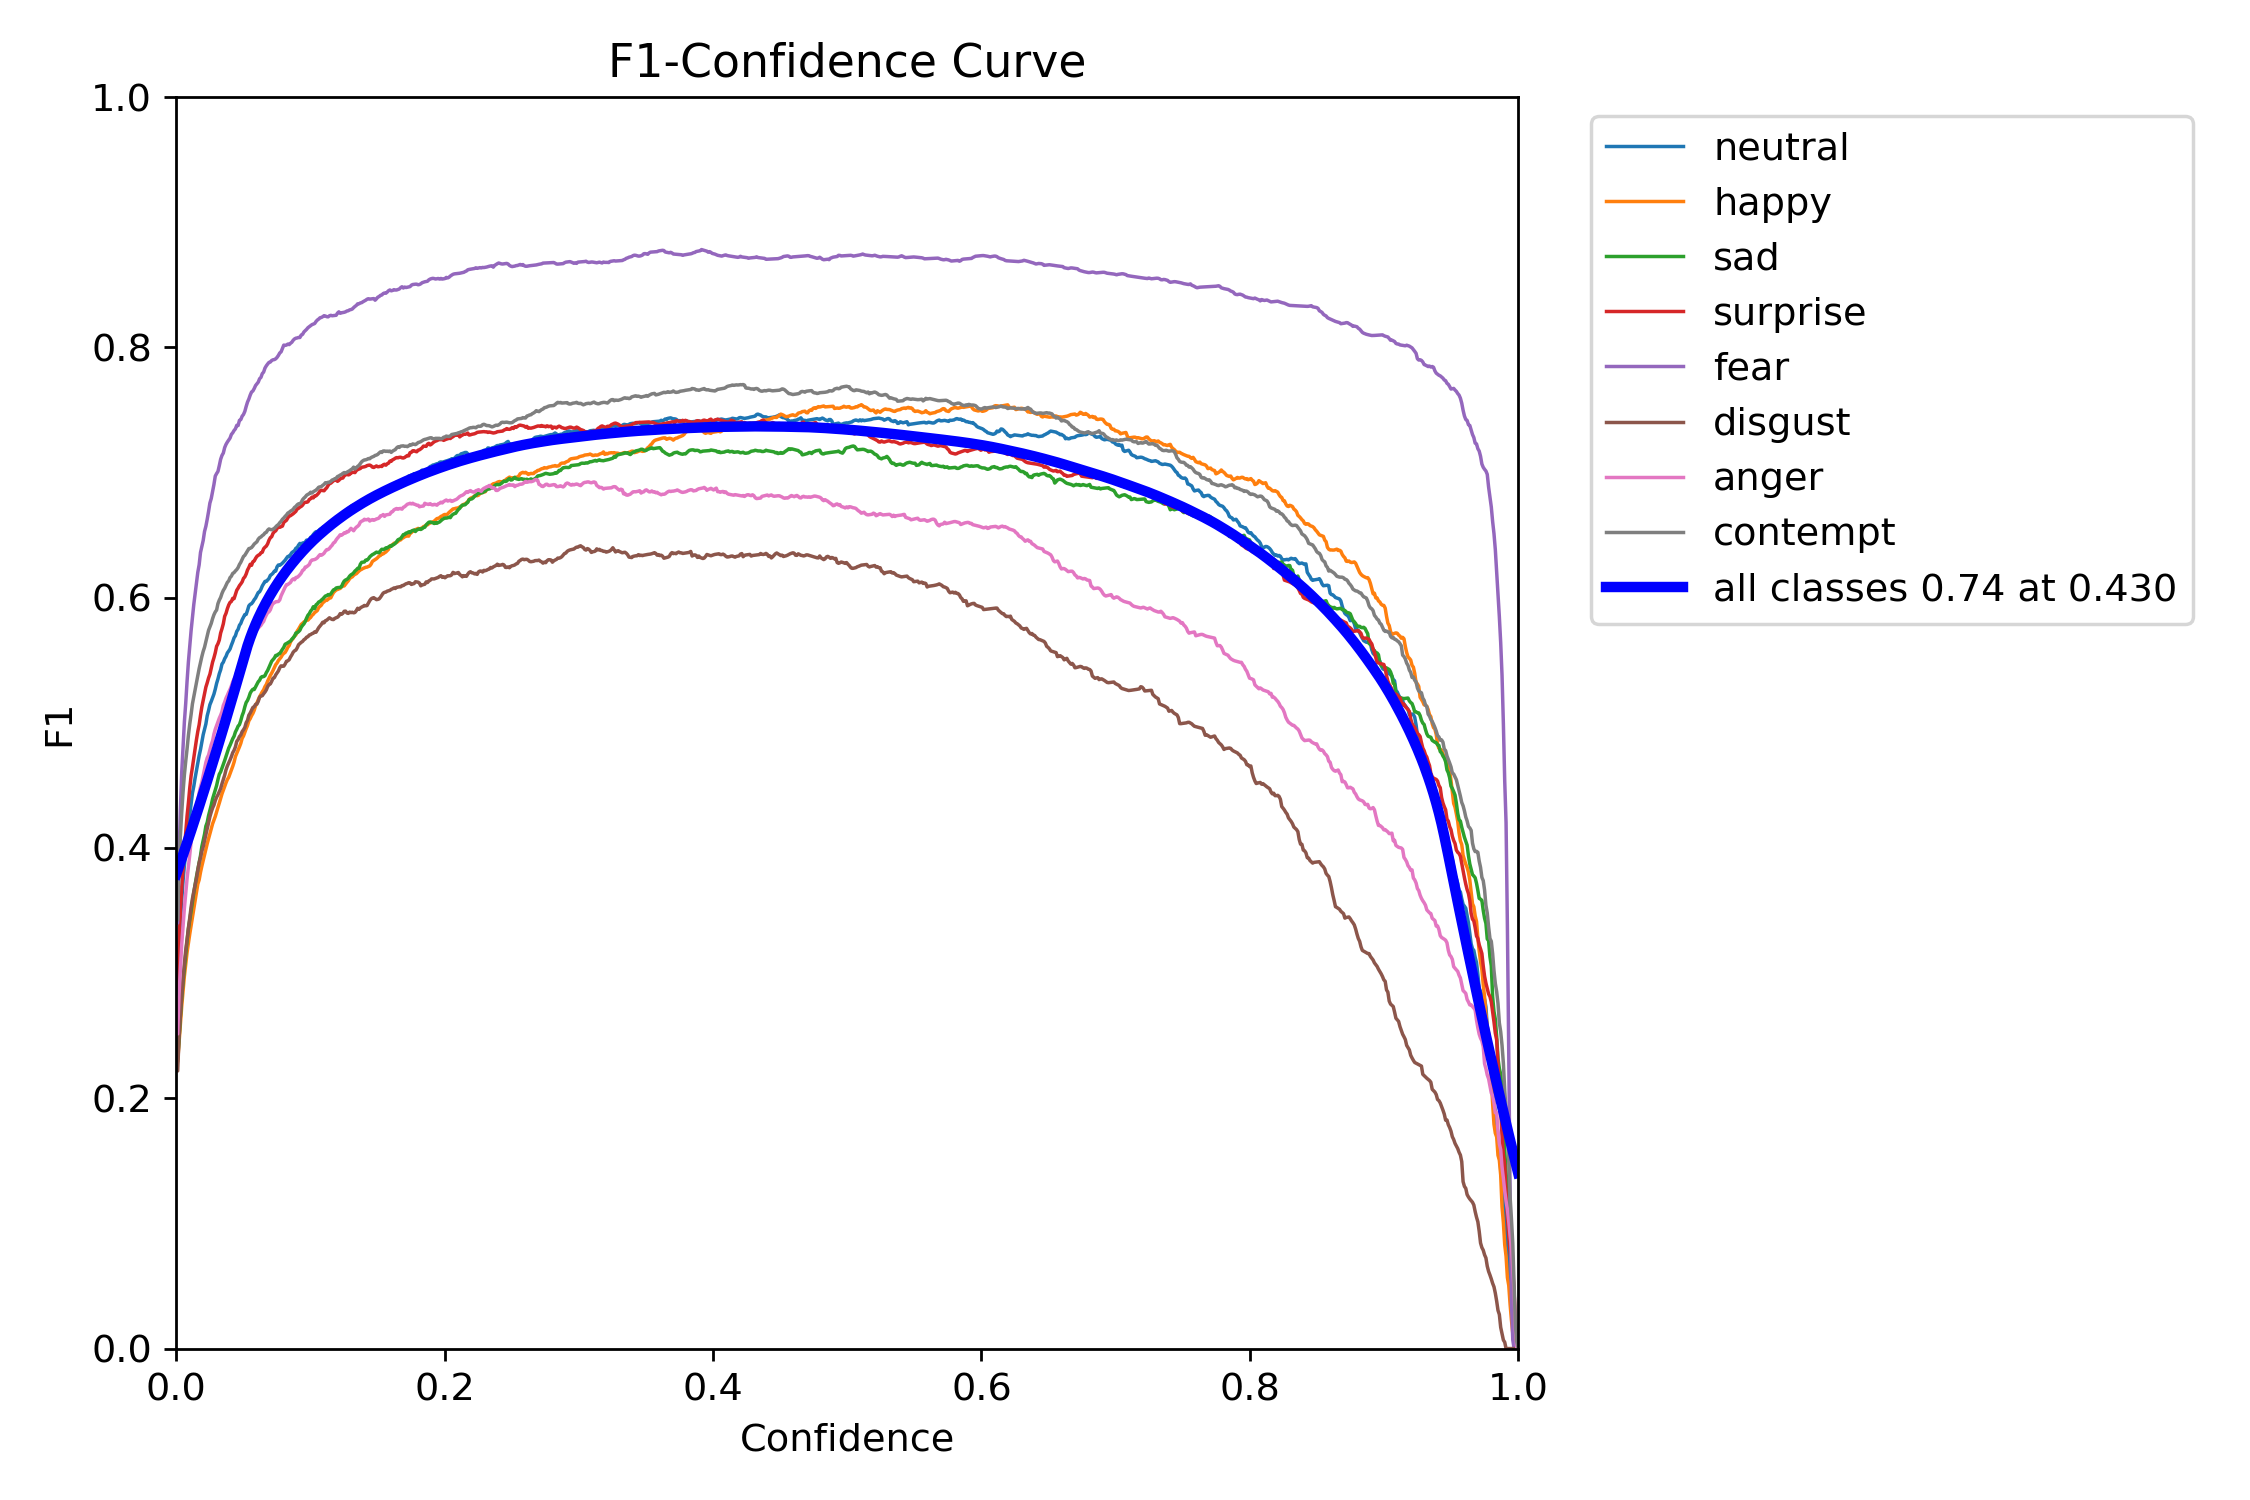 F1-Confidence Curve
1.0
0.8
0.6
0.4
0.2
0.0
F1
0.0 0.2 0.4 0.6 0.8 1.0
Confidence
neutral
happy
sad
surprise
fear
disgust
anger
contempt
all classes 0.74 at 0.430